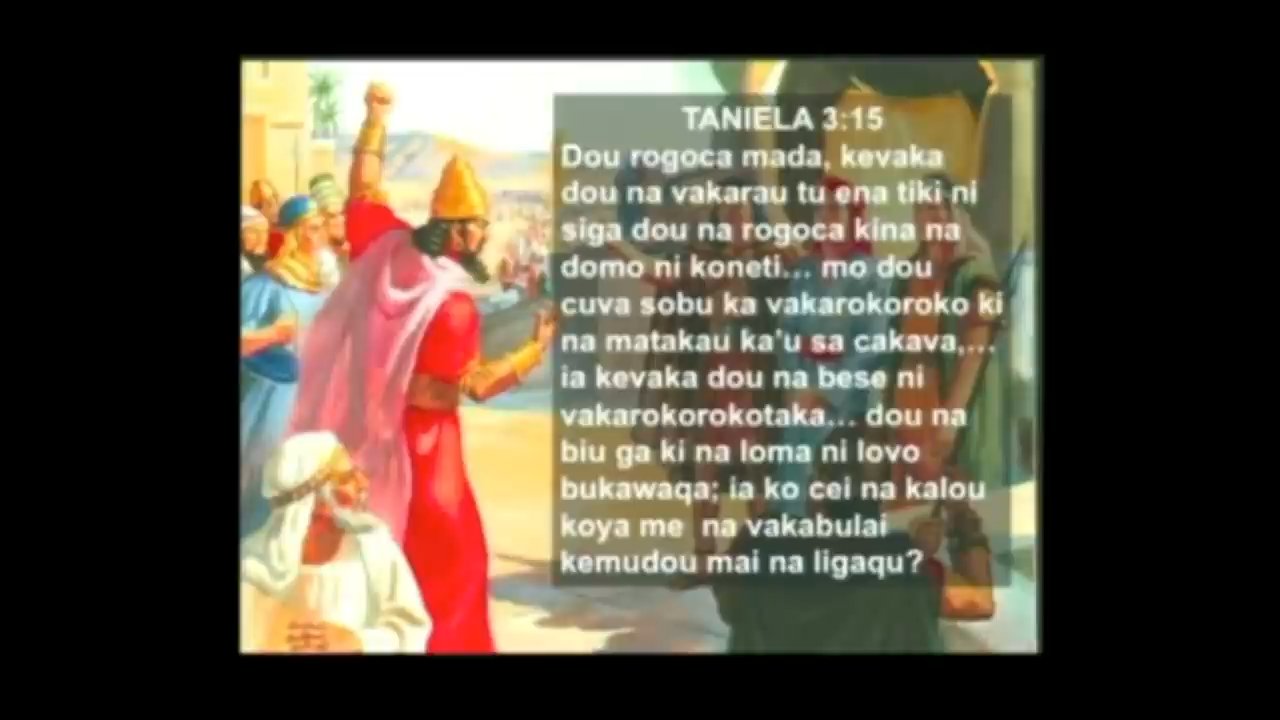 TANIELA 3:15
Dou rogoca mada, kevaka
dou na vakarau tu ena tiki ni
siga dou na rogoca kina na
domo ni koneti... mo dou
cuva sobu ka vakarokoroko ki
na matakau ka'u sa cakava,...
ia kevaka dou na bese ni
vakarokorokotaka... dou na
biu ga ki na loma ni lovo
bukawaqa; ia ko cei na kalou
koya me na vakabulai
kemudou mai na ligaqu?